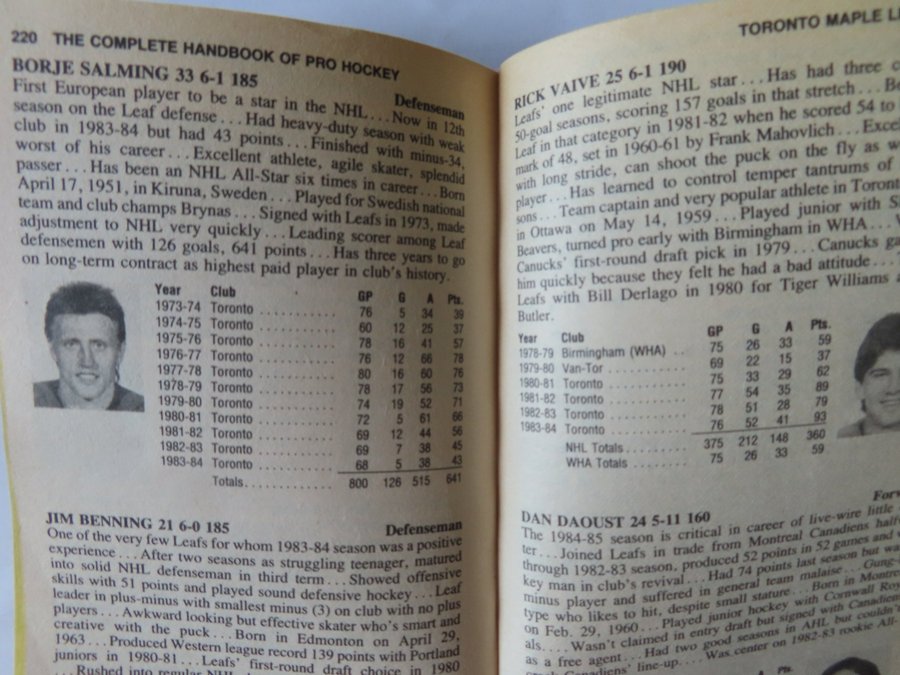 220 THE COMPLETE HANDBOOK OF PRO HOCKEY
BORJE SALMING 33 6-1 185 Defenseman
First European player to be a star in the NHL...Now in 12th
season on the Leaf defense...Had heavy-duty season with weak
club in 1983-84 but had 43 points...Finished with minus-34,
worst of his career...Excellent athlete, agile skater, splendid
passer...Has been an NHL All-Star six times in career...Born
April 17, 1951, in Kiruna, Sweden...Played for Swedish national
team and club champs Brynas...Signed with Leafs in 1973, made
adjustment to NHL very quickly...Leading scorer among Leaf
defensemen with 126 goals, 641 points...Has three years to go
on long-term contract as highest paid player in club's history.
Year Club GP G A Pts.
1973-74 Toronto 76 5 34 39
1974-75 Toronto 60 12 25 37
1975-76 Toronto 78 16 41 57
1976-77 Toronto 76 12 66 78
1977-78 Toronto 80 16 60 76
1978-79 Toronto 78 17 56 73
1979-80 Toronto 74 19 52 71
1980-81 Toronto 72 5 61 66
1981-82 Toronto 69 12 44 56
1982-83 Toronto 69 7 38 45
1983-84 Toronto 68 5 38 43
Totals 800 126 515 641
JIM BENNING 21 6-0 185 Defenseman
One of the very few Leafs for whom 1983-84 season was a positive
experience...After two seasons as struggling teenager, matured
into solid NHL defenseman in third term...Showed offensive
skills with 51 points and played sound defensive hockey...Leaf
leader in plus-minus with smallest minus (3) on club with no plus
players...Awkward looking but effective skater who's smart and
creative with the puck...Born in Edmonton on April 29,
1963...Produced Western league record 139 points with Portland
juniors in 1980-81...Leafs' first-round draft choice in 1980
...Rushed into regular NHL
TORONTO MAPLE
RICK VAIVE 25 6-1 190
Leafs' one legitimate NHL star...Has had three
50-goal seasons, scoring 157 goals in that stretch...
Leaf in that category in 1981-82 when he scored 54 to
mark of 48, set in 1960-61 by Frank Mahovlich...
with long stride, can shoot the puck on the fly as
player...Has learned to control temper tantrums of
sons...Team captain and very popular athlete in
in Ottawa on May 14, 1959...Played junior with
Beavers, turned pro early with Birmingham in WHA...
Canucks' first-round draft pick in 1979...Canucks
him quickly because they felt he had a bad attitude...
Leafs with Bill Derlago in 1980 for Tiger Williams
Butler.
Year Club GP G A Pts.
1978-79 Birmingham (WHA) 75 26 33 59
1979-80 Van-Tor 69 22 15 37
1980-81 Toronto 75 33 29 62
1981-82 Toronto 77 54 35 89
1982-83 Toronto 78 51 28 79
1983-84 Toronto 76 52 41 93
NHL Totals 375 212 148 360
WHA Totals 75 26 33 59
DAN DAOUST 24 5-11 160
The 1984-85 season is critical in career of live-wire little
ter...Joined Leafs in trade from Montreal Canadiens
through 1982-83 season, produced 52 points in 52 games and
key man in club's revival...Had 74 points last season but
minus player and suffered in general team malaise...
type who likes to hit, despite small stature...Born in
on Feb. 29, 1960...Played junior hockey with Cornwall
als...Wasn't claimed in entry draft but signed with
as a free agent...Had two good seasons in AHL but couldn't
Canadiens' line-up...Was center on 1982-83 rookie
A Pts.